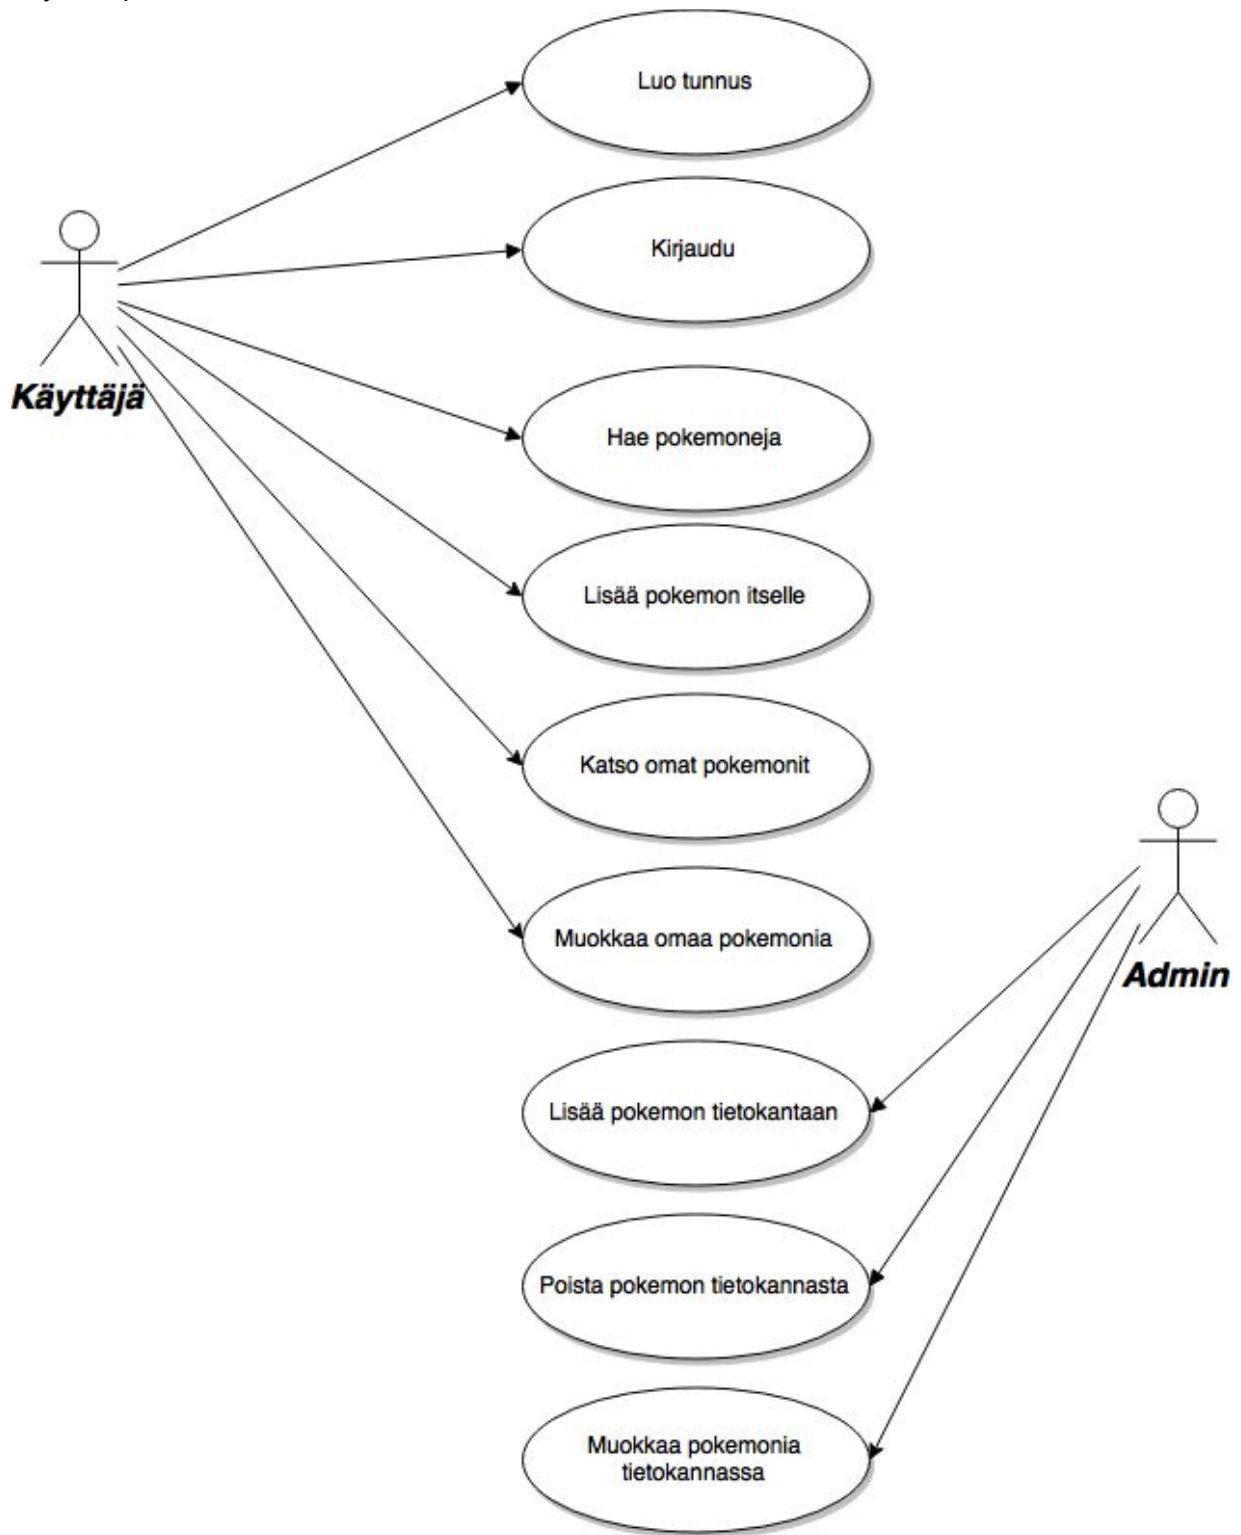 Luo tunnus
Kirjaudu
Käyttäjä
Hae pokemoneja
Lisää pokemon itselle
Katso omat pokemonit
Muokkaa omaa pokemonia
Admin
Lisää pokemon tietokantaan
Poista pokemon tietokannasta
Muokkaa pokemonia
tietokannassa